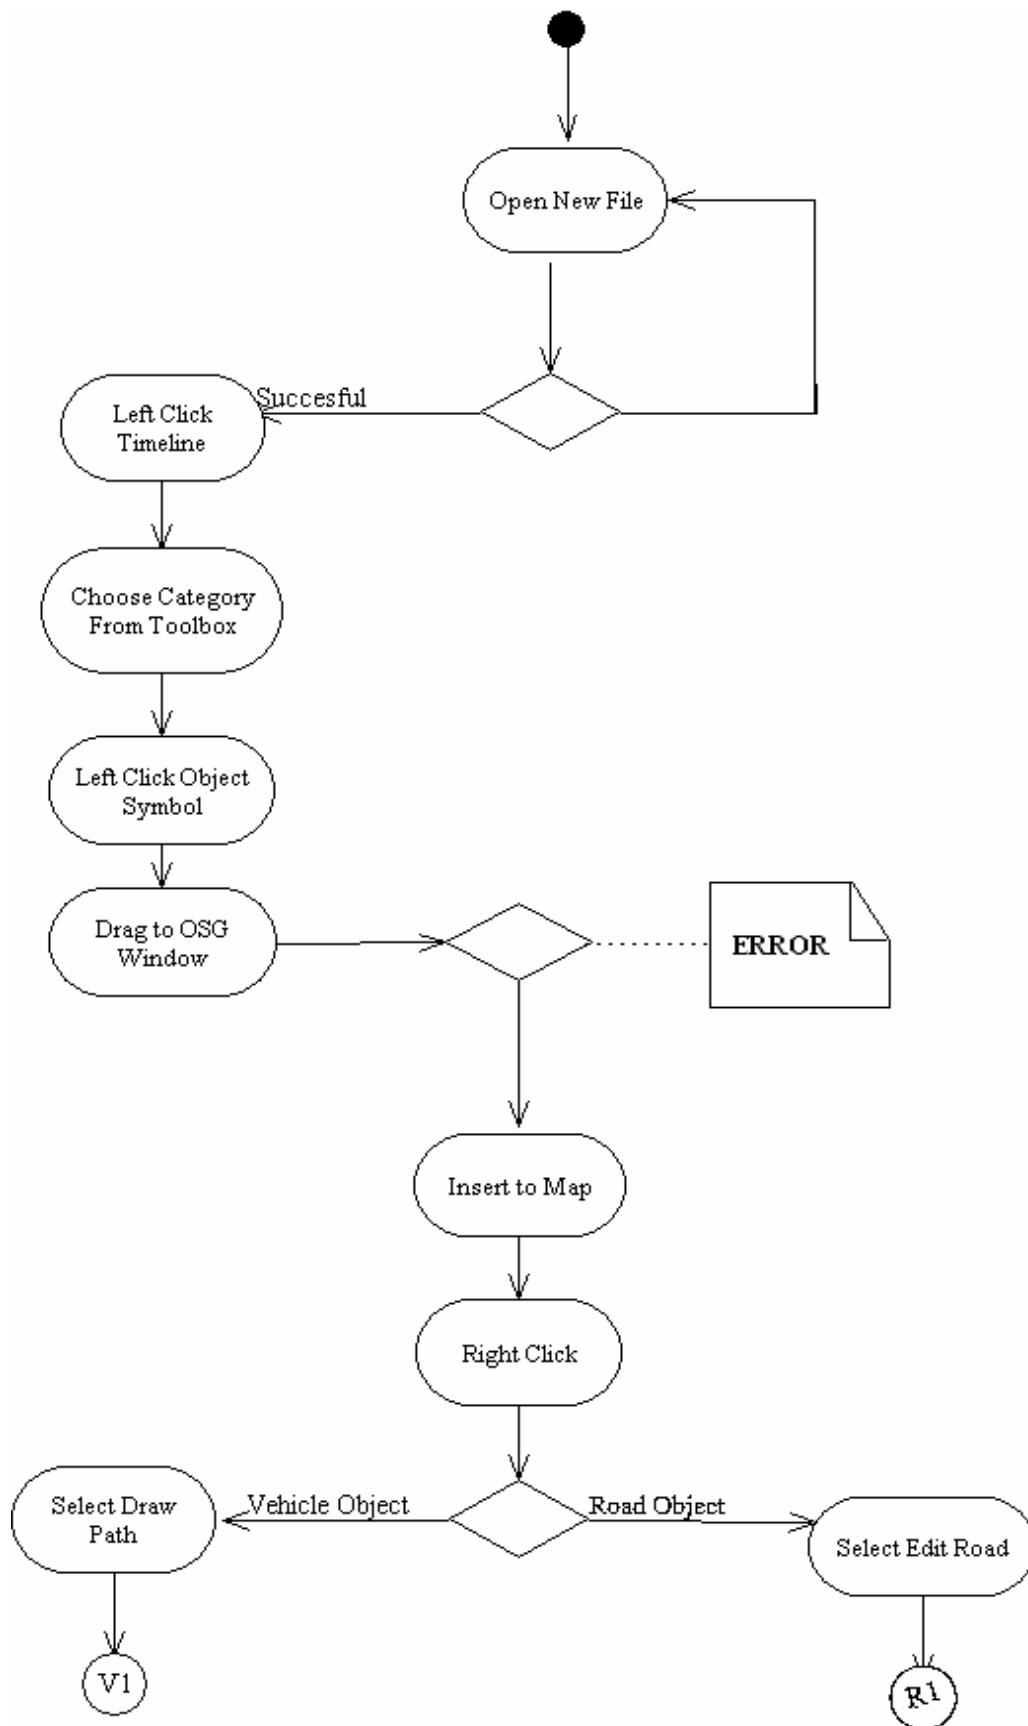 Open New File
Succesful
Left Click
Timeline
Choose Category
From Toolbox
Left Click Object
Symbol
Drag to OSG
Window
ERROR
Insert to Map
Right Click
Vehicle Object
Road Object
Select Draw
Path
Select Edit Road
V1
R1